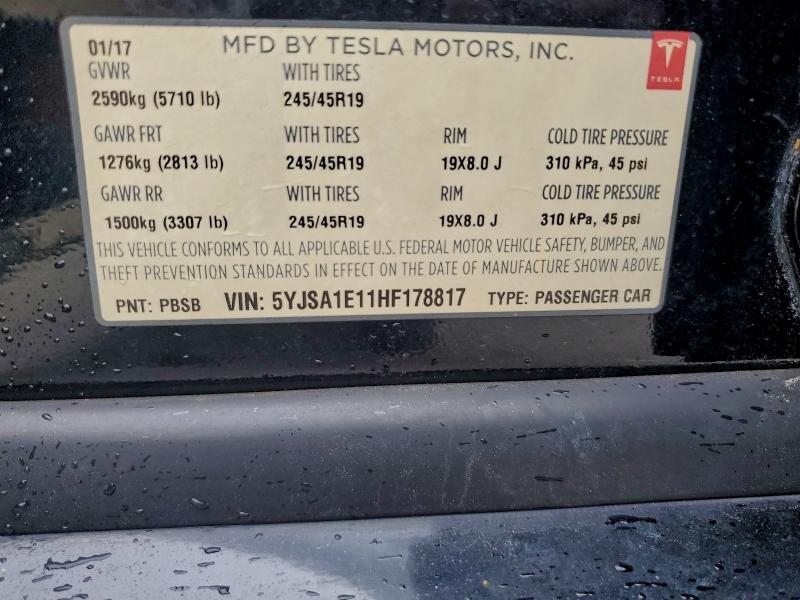 01/17 MFD BY TESLA MOTORS, INC.
TESLA
GVWR WITH TIRES
2590kg (5710 lb) 245/45R19
GAWR FRT WITH TIRES RIM COLD TIRE PRESSURE
1276kg (2813 lb) 245/45R19 19X8.0 J 310 kPa, 45 psi
GAWR RR WITH TIRES RIM COLD TIRE PRESSURE
1500kg (3307 lb) 245/45R19 19X8.0 J 310 kPa, 45 psi
THIS VEHICLE CONFORMS TO ALL APPLICABLE U.S. FEDERAL MOTOR VEHICLE SAFETY, BUMPER, AND
THEFT PREVENTION STANDARDS IN EFFECT ON THE DATE OF MANUFACTURE SHOWN ABOVE.
PNT: PBSB VIN: 5YJSA1E11HF178817 TYPE: PASSENGER CAR